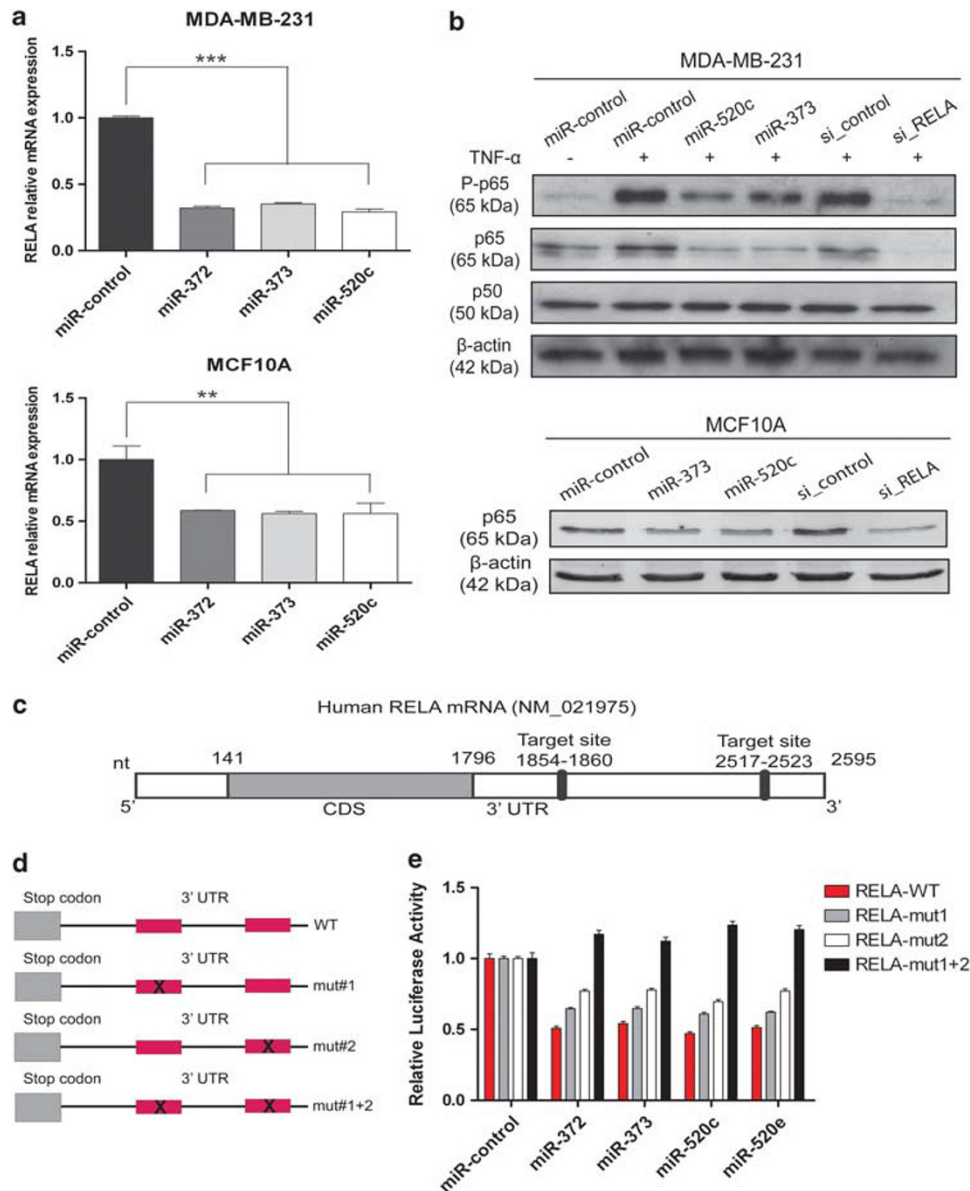 a
MDA-MB-231
RELA relative mRNA expression
1.5
1.0
0.5
0.0
***
miR-control
miR-372
miR-373
miR-520c
MCF10A
RELA relative mRNA expression
1.5
1.0
0.5
0.0
**
miR-control
miR-372
miR-373
miR-520c
b
MDA-MB-231
miR-control miR-control miR-520c miR-373 si_control si_RELA
TNF-α - + + + + +
P-p65
(65 kDa)
p65
(65 kDa)
p50
(50 kDa)
β-actin
(42 kDa)
MCF10A
miR-control miR-373 miR-520c si_control si_RELA
p65
(65 kDa)
β-actin
(42 kDa)
c
Human RELA mRNA (NM_021975)
Target site Target site
nt 141 1796 1854-1860 2517-2523 2595
5' CDS 3' UTR 3'
d
Stop codon 3' UTR
WT
Stop codon 3' UTR
X mut#1
Stop codon 3' UTR
X mut#2
Stop codon 3' UTR
X X mut#1+2
e
Relative Luciferase Activity
1.5
1.0
0.5
0.0
miR-control
miR-372
miR-373
miR-520c
miR-520e
RELA-WT
RELA-mut1
RELA-mut2
RELA-mut1+2